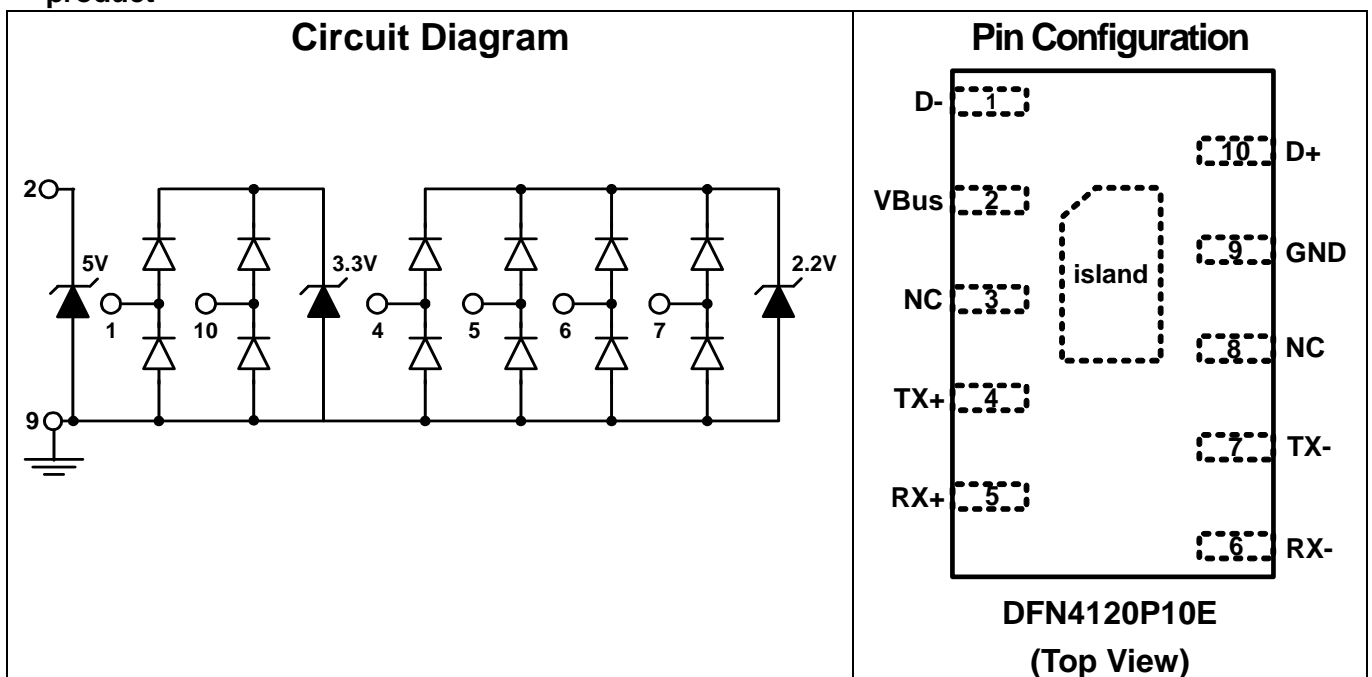 product
Circuit Diagram
2
5V
1
10
3.3V
4
5
6
7
2.2V
9
Pin Configuration
D-
1
10
D+
VBus
2
island
9
GND
NC
3
8
NC
TX+
4
7
TX-
RX+
5
6
RX-
DFN4120P10E
(Top View)